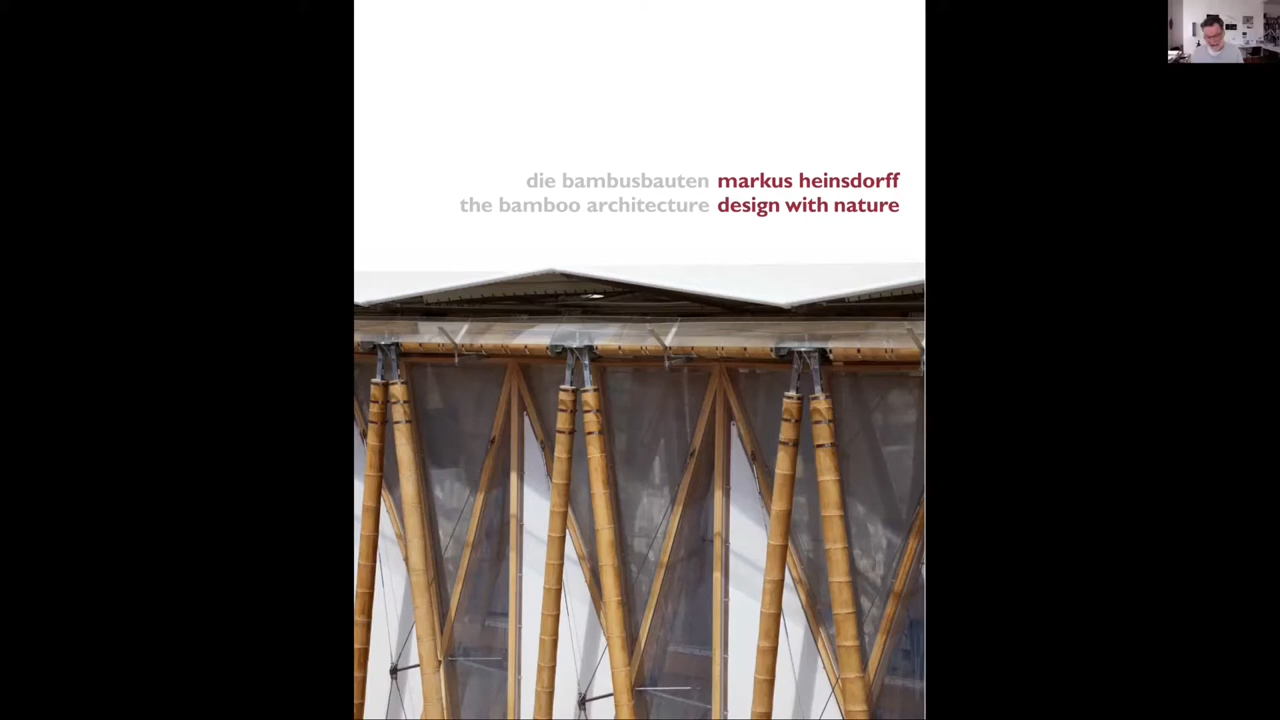 die bambusbauten markus heinsdorff
the bamboo architecture design with nature